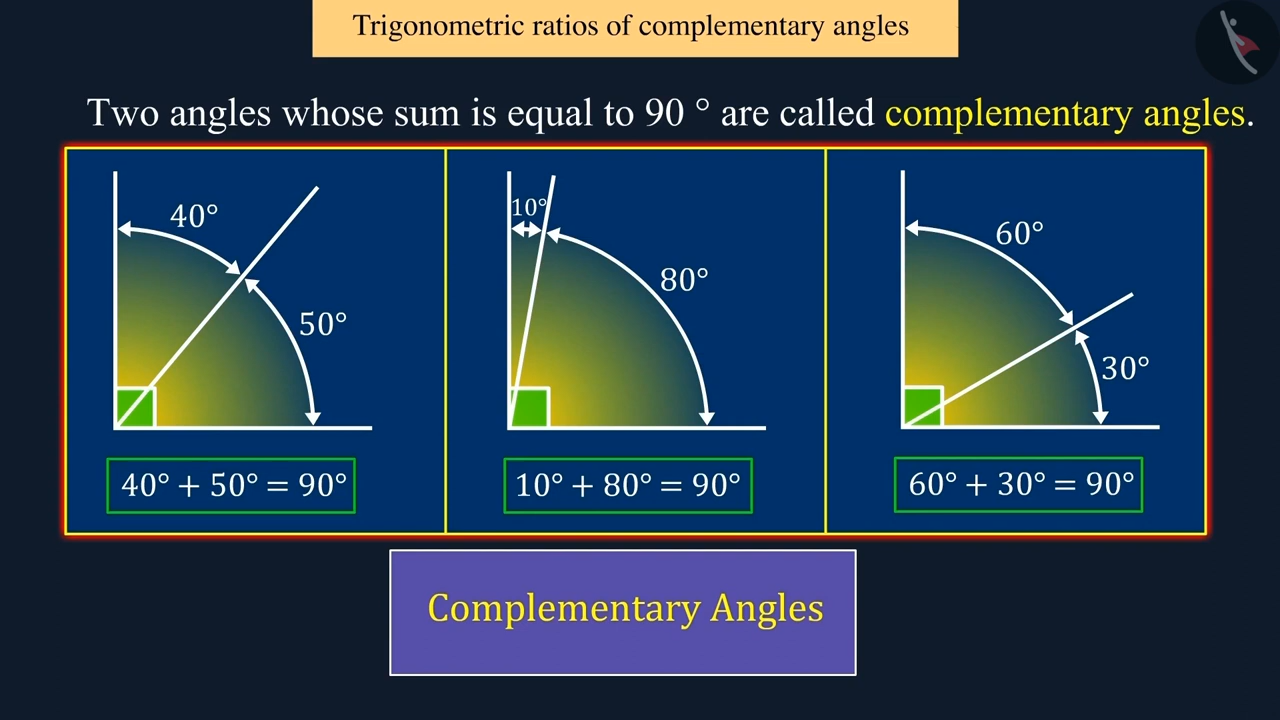 Trigonometric ratios of complementary angles
Two angles whose sum is equal to 90 ° are called complementary angles.
40°
50°
40° + 50° = 90°
10°
80°
10° + 80° = 90°
60°
30°
60° + 30° = 90°
Complementary Angles